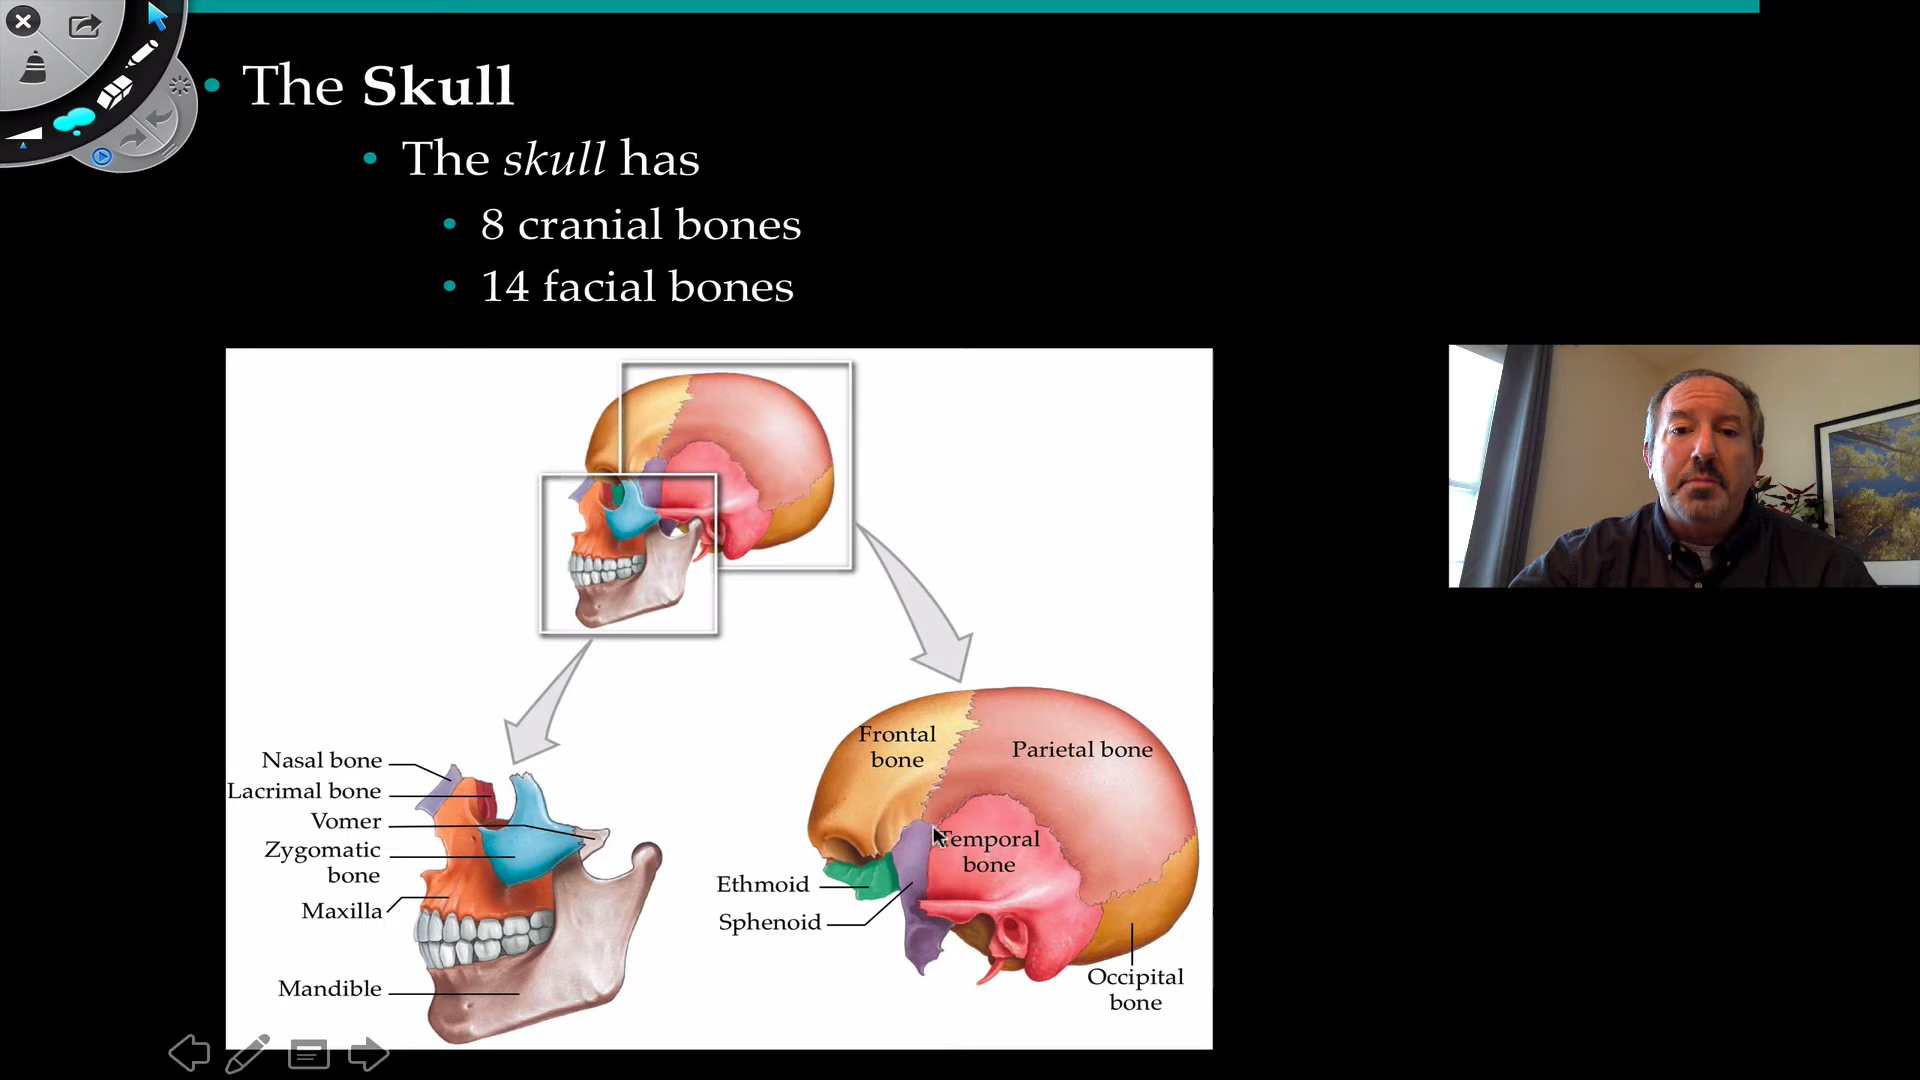 The Skull
The skull has
8 cranial bones
14 facial bones
Nasal bone
Lacrimal bone
Vomer
Zygomatic
bone
Maxilla
Mandible
Frontal
bone
Parietal bone
Temporal
bone
Ethmoid
Sphenoid
Occipital
bone